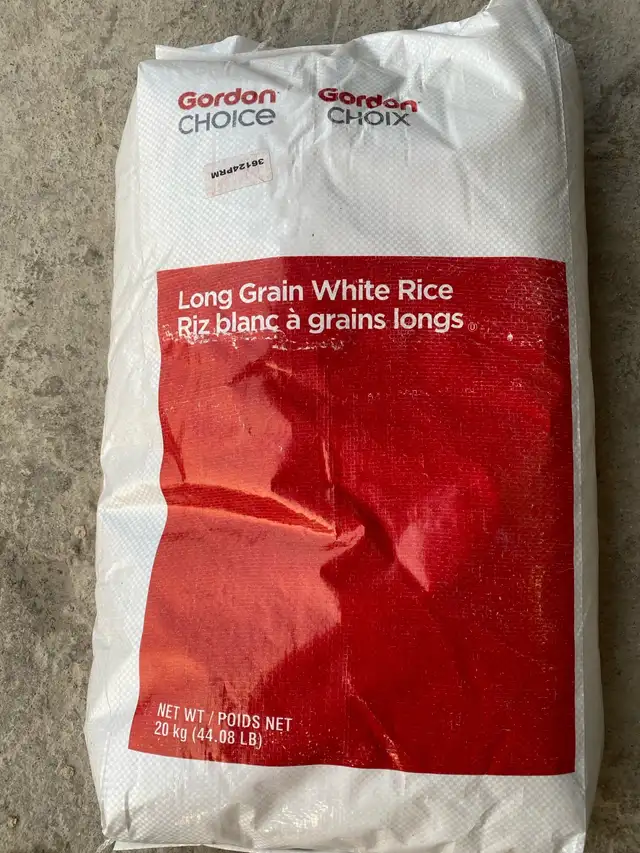 Gordon
CHOICE
Gordon
CHOIX
36124PRM
Long Grain White Rice
Riz blanc à grains longs
NET WT / POIDS NET
20 kg (44.08 LB)